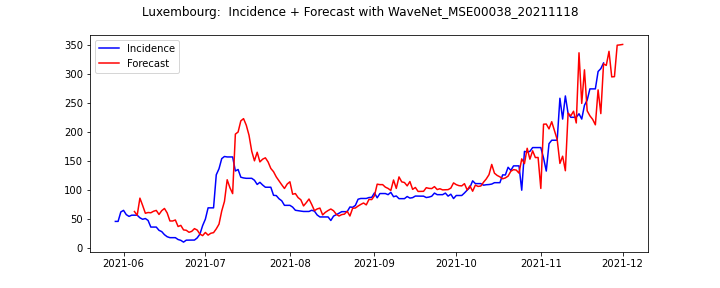 Luxembourg:  Incidence + Forecast with WaveNet_MSE00038_20211118
Incidence
Forecast
350
300
250
200
150
100
50
0
2021-06 2021-07 2021-08 2021-09 2021-10 2021-11 2021-12